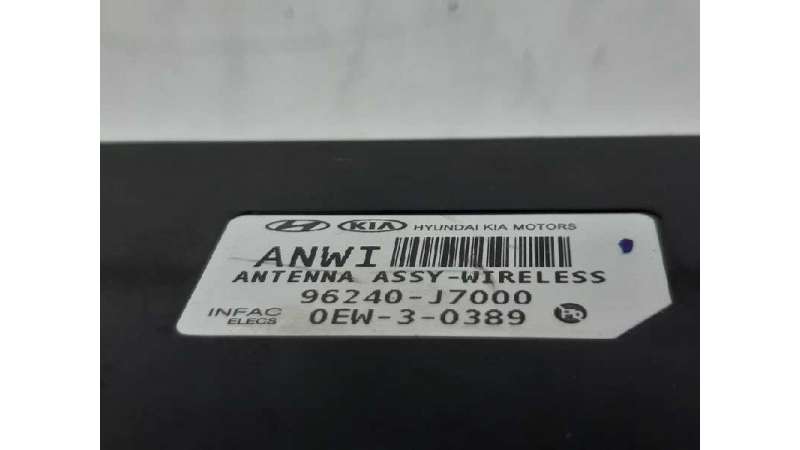 KIA HYUNDAI KIA MOTORS
ANWI
ANTENNA ASSY-WIRELESS
96240-J7000
INFAC ELECS
0EW-3-0389